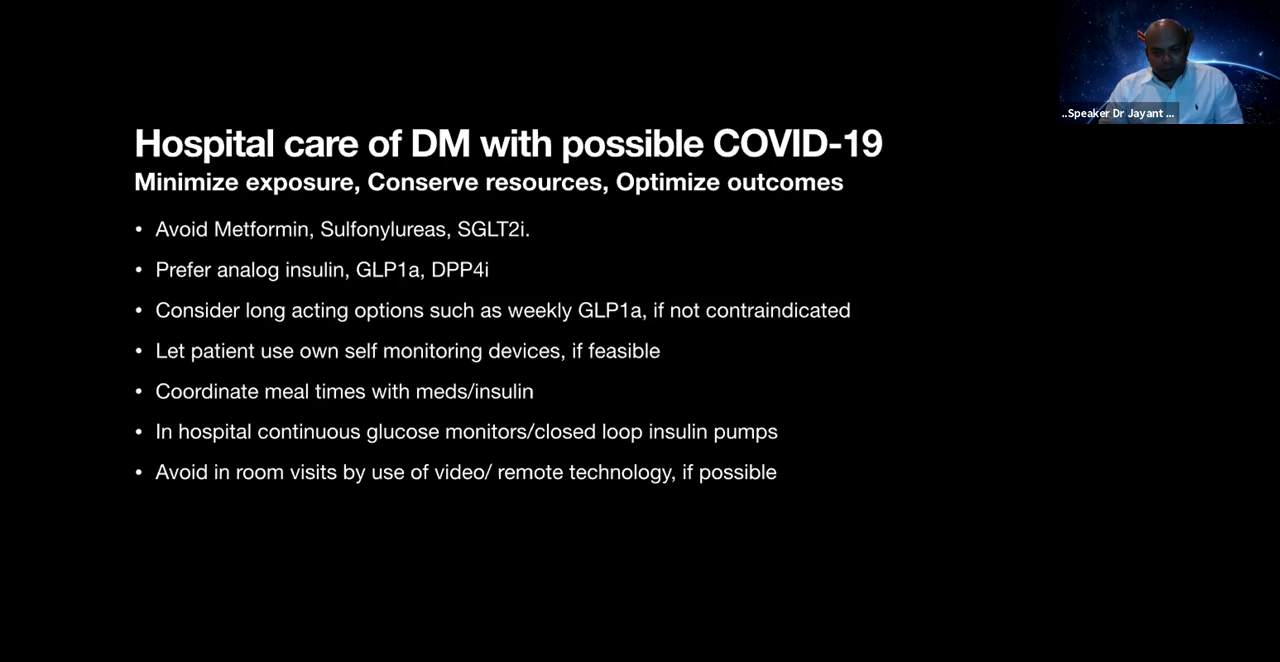 ..Speaker Dr Jayant ...
Hospital care of DM with possible COVID-19
Minimize exposure, Conserve resources, Optimize outcomes
• Avoid Metformin, Sulfonylureas, SGLT2i.
• Prefer analog insulin, GLP1a, DPP4i
• Consider long acting options such as weekly GLP1a, if not contraindicated
• Let patient use own self monitoring devices, if feasible
• Coordinate meal times with meds/insulin
• In hospital continuous glucose monitors/closed loop insulin pumps
• Avoid in room visits by use of video/ remote technology, if possible